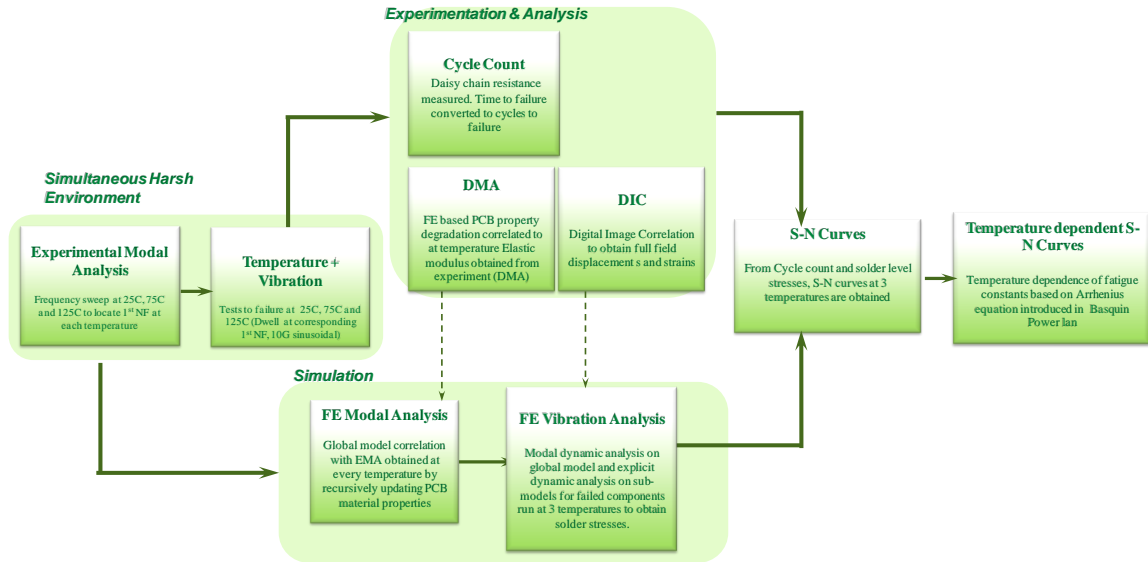 Experimentation & Analysis
Cycle Count
Daisy chain resistance
measured. Time to failure
converted to cycles to
failure
DMA
FE based PCB property
degradation correlated to
at temperature Elastic
modulus obtained from
experiment (DMA)
DIC
Digital Image Correlation
to obtain full field
displacement s and strains
Simultaneous Harsh
Environment
Experimental Modal
Analysis
Frequency sweep at 25C, 75C
and 125C to locate 1st NF at
each temperature
Temperature +
Vibration
Tests to failure at 25C, 75C and
125C (Dwell at corresponding
1st NF, 10G sinusoidal)
Simulation
FE Modal Analysis
Global model correlation
with EMA obtained at
every temperature by
recursively updating PCB
material properties
FE Vibration Analysis
Modal dynamic analysis on
global model and explicit
dynamic analysis on sub-
models for failed components
run at 3 temperatures to obtain
solder stresses.
S-N Curves
From Cycle count and solder level
stresses, S-N curves at 3
temperatures are obtained
Temperature dependent S-
N Curves
Temperature dependence of fatigue
constants based on Arrhenius
equation introduced in Basquin
Power lan